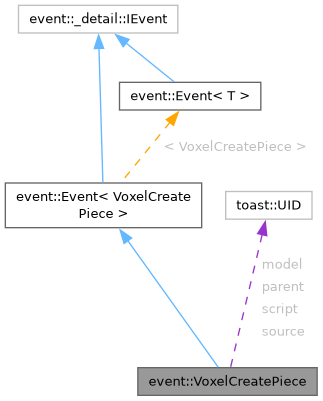 event::_detail::IEvent
event::Event< T >
< VoxelCreatePiece >
event::Event< VoxelCreate
Piece >
toast::UID
model
parent
script
source
event::VoxelCreatePiece